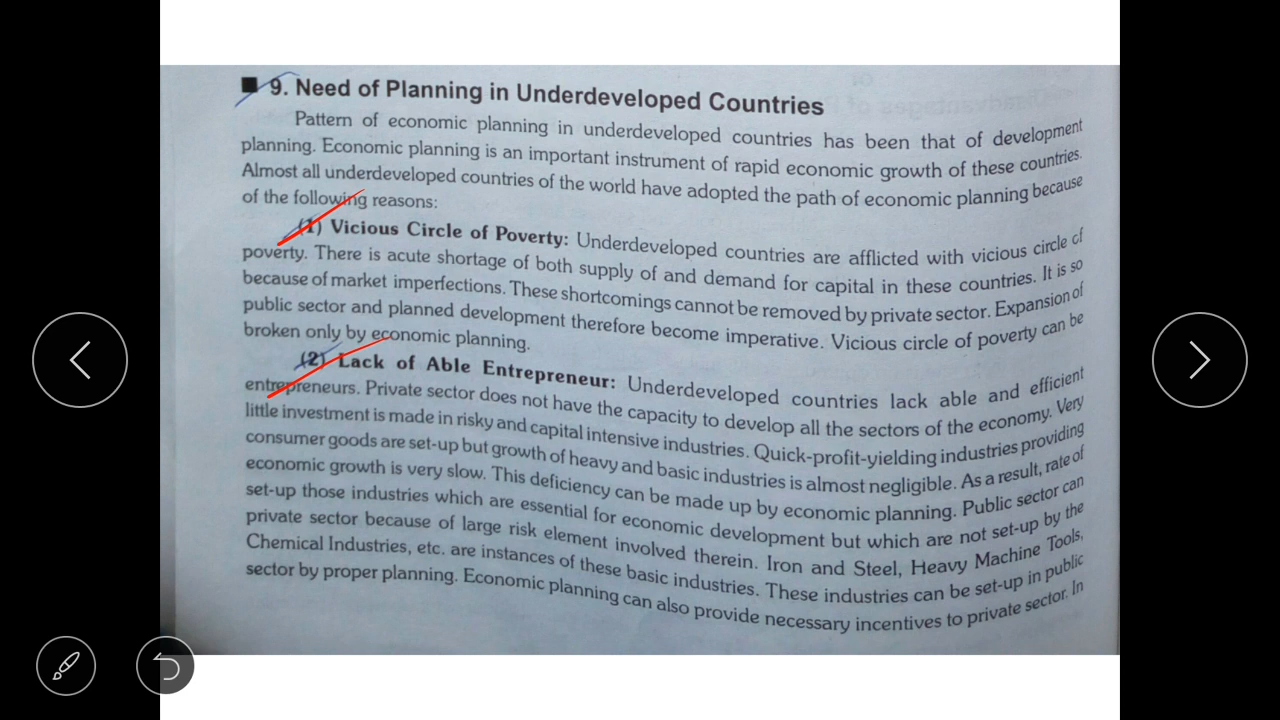 9. Need of Planning in Underdeveloped Countries
Pattern of economic planning in underdeveloped countries has been that of development
planning. Economic planning is an important instrument of rapid economic growth of these countries.
Almost all underdeveloped countries of the world have adopted the path of economic planning because
of the following reasons:
(1) Vicious Circle of Poverty: Underdeveloped countries are afflicted with vicious circle of
poverty. There is acute shortage of both supply of and demand for capital in these countries. It is so
because of market imperfections. These shortcomings cannot be removed by private sector. Expansion of
public sector and planned development therefore become imperative. Vicious circle of poverty can be
broken only by economic planning.
(2) Lack of Able Entrepreneur: Underdeveloped countries lack able and efficient
entrepreneurs. Private sector does not have the capacity to develop all the sectors of the economy. Very
little investment is made in risky and capital intensive industries. Quick-profit-yielding industries providing
consumer goods are set-up but growth of heavy and basic industries is almost negligible. As a result, rate of
economic growth is very slow. This deficiency can be made up by economic planning. Public sector can
set-up those industries which are essential for economic development but which are not set-up by the
private sector because of large risk element involved therein. Iron and Steel, Heavy Machine Tools,
Chemical Industries, etc. are instances of these basic industries. These industries can be set-up in public
sector by proper planning. Economic planning can also provide necessary incentives to private sector. In